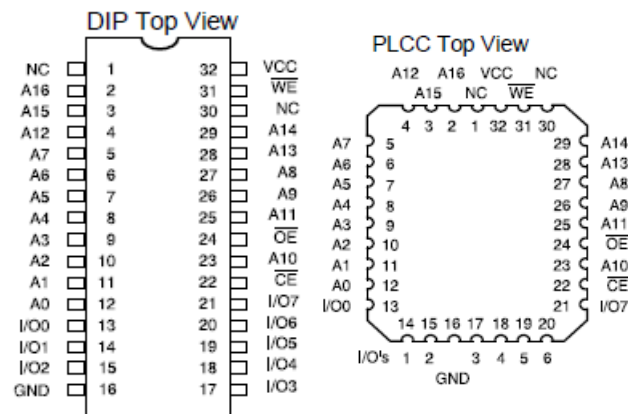 DIP Top View
NC 1 32 VCC
A16 2 31 W̅E̅
A15 3 30 NC
A12 4 29 A14
A7 5 28 A13
A6 6 27 A8
A5 7 26 A9
A4 8 25 A11
A3 9 24 O̅E̅
A2 10 23 A10
A1 11 22 C̅E̅
A0 12 21 I/O7
I/O0 13 20 I/O6
I/O1 14 19 I/O5
I/O2 15 18 I/O4
GND 16 17 I/O3
PLCC Top View
A12 A16 VCC NC
A15 NC W̅E̅
4 3 2 1 32 31 30
A7 5 29 A14
A6 6 28 A13
A5 7 27 A8
A4 8 26 A9
A3 9 25 A11
A2 10 24 O̅E̅
A1 11 23 A10
A0 12 22 C̅E̅
I/O0 13 21 I/O7
14 15 16 17 18 19 20
I/O's 1 2 3 4 5 6
GND